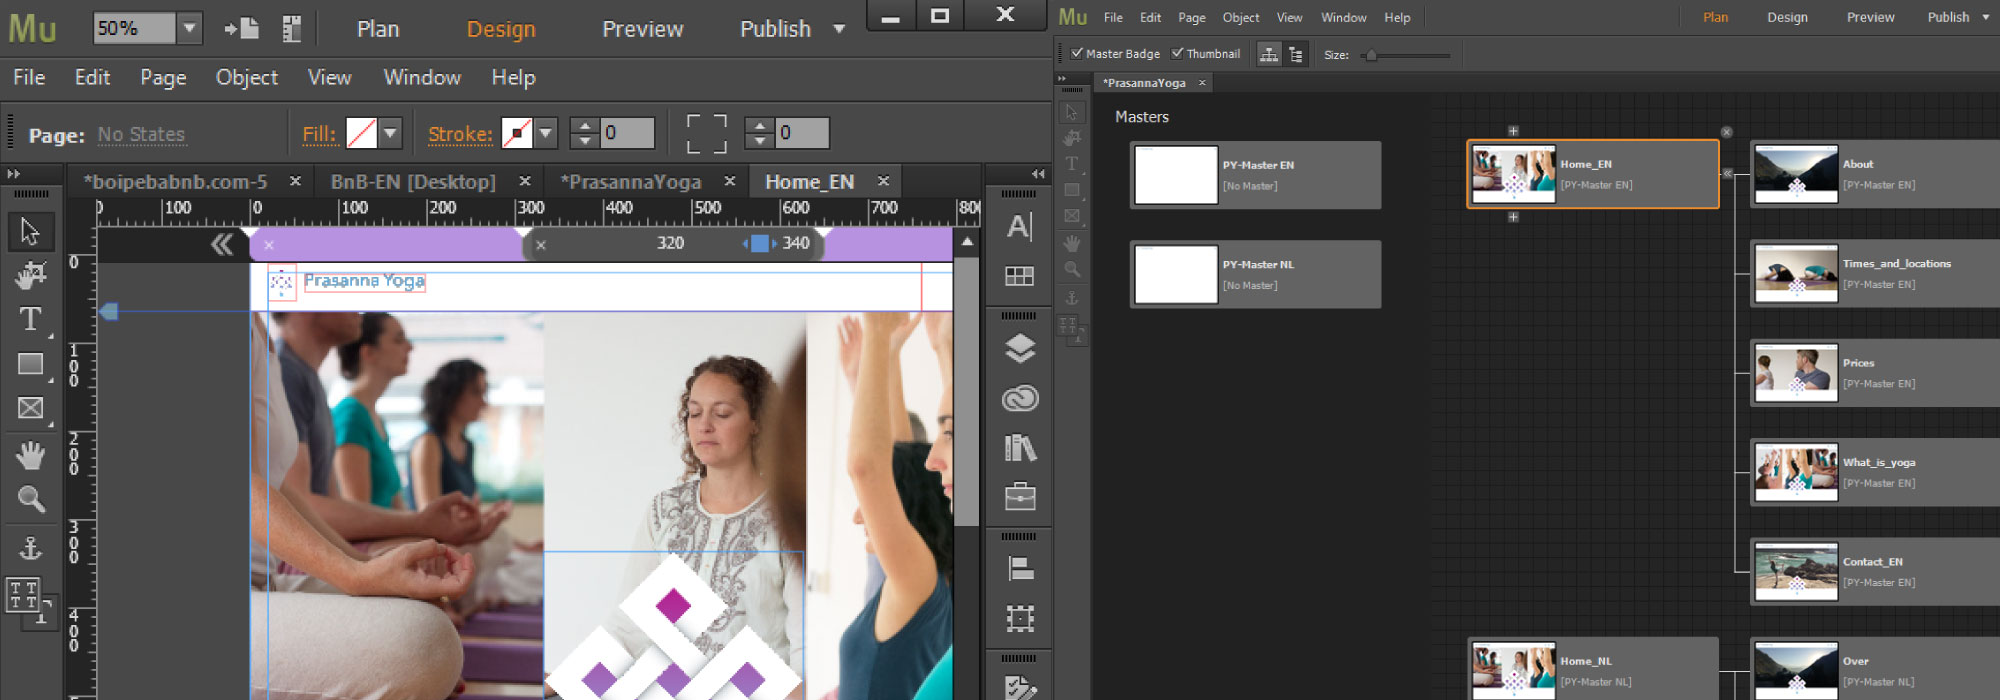 Mu 50% Plan Design Preview Publish
File Edit Page Object View Window Help
Page: No States Fill: Stroke: 0 0
*boipebabnb.com-5 BnB-EN [Desktop] *PrasannaYoga Home_EN
100 0 100 200 300 400 500 600 700 800
320 340
0
Prasanna Yoga
100
200
300
400
Mu File Edit Page Object View Window Help Plan Design Preview Publish
Master Badge Thumbnail Size:
*PrasannaYoga
Masters
PY-Master EN
[No Master]
PY-Master NL
[No Master]
Home_EN
[PY-Master EN]
About
[PY-Master EN]
Times_and_locations
[PY-Master EN]
Prices
[PY-Master EN]
What_is_yoga
[PY-Master EN]
Contact_EN
[PY-Master EN]
Home_NL
[PY-Master NL]
Over
[PY-Master NL]